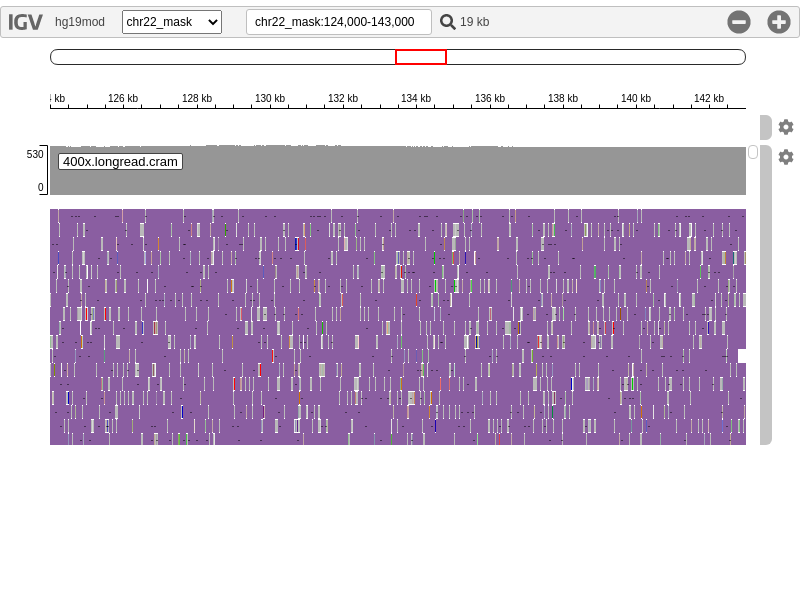 IGV hg19mod chr22_mask chr22_mask:124,000-143,000 19 kb
kb 126 kb 128 kb 130 kb 132 kb 134 kb 136 kb 138 kb 140 kb 142 kb
530
400x.longread.cram
0